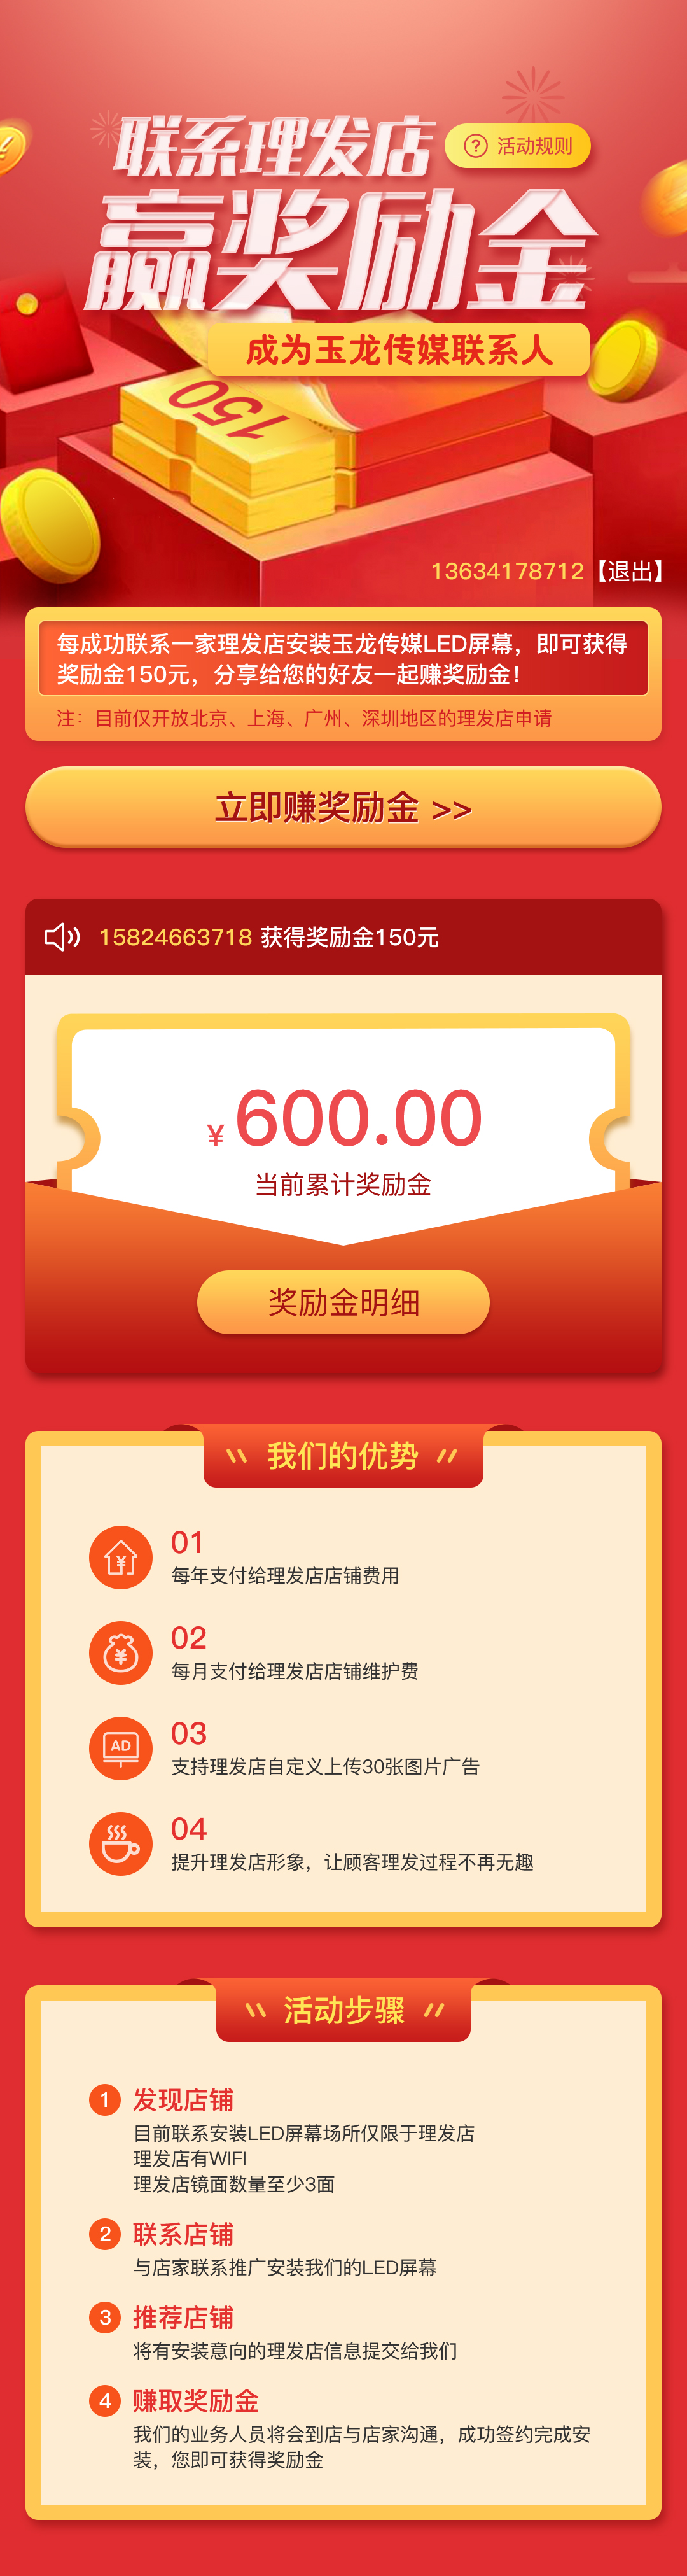 联系理发店
? 活动规则
赢奖励金
成为玉龙传媒联系人
150
13634178712【退出】
每成功联系一家理发店安装玉龙传媒LED屏幕，即可获得
奖励金150元，分享给您的好友一起赚奖励金！
注：目前仅开放北京、上海、广州、深圳地区的理发店申请
立即赚奖励金 >>
15824663718 获得奖励金150元
¥600.00
当前累计奖励金
奖励金明细
我们的优势
01
¥
每年支付给理发店店铺费用
02
¥
每月支付给理发店店铺维护费
03
AD
支持理发店自定义上传30张图片广告
04
提升理发店形象，让顾客理发过程不再无趣
活动步骤
1 发现店铺
目前联系安装LED屏幕场所仅限于理发店
理发店有WIFI
理发店镜面数量至少3面
2 联系店铺
与店家联系推广安装我们的LED屏幕
3 推荐店铺
将有安装意向的理发店信息提交给我们
4 赚取奖励金
我们的业务人员将会到店与店家沟通，成功签约完成安
装，您即可获得奖励金